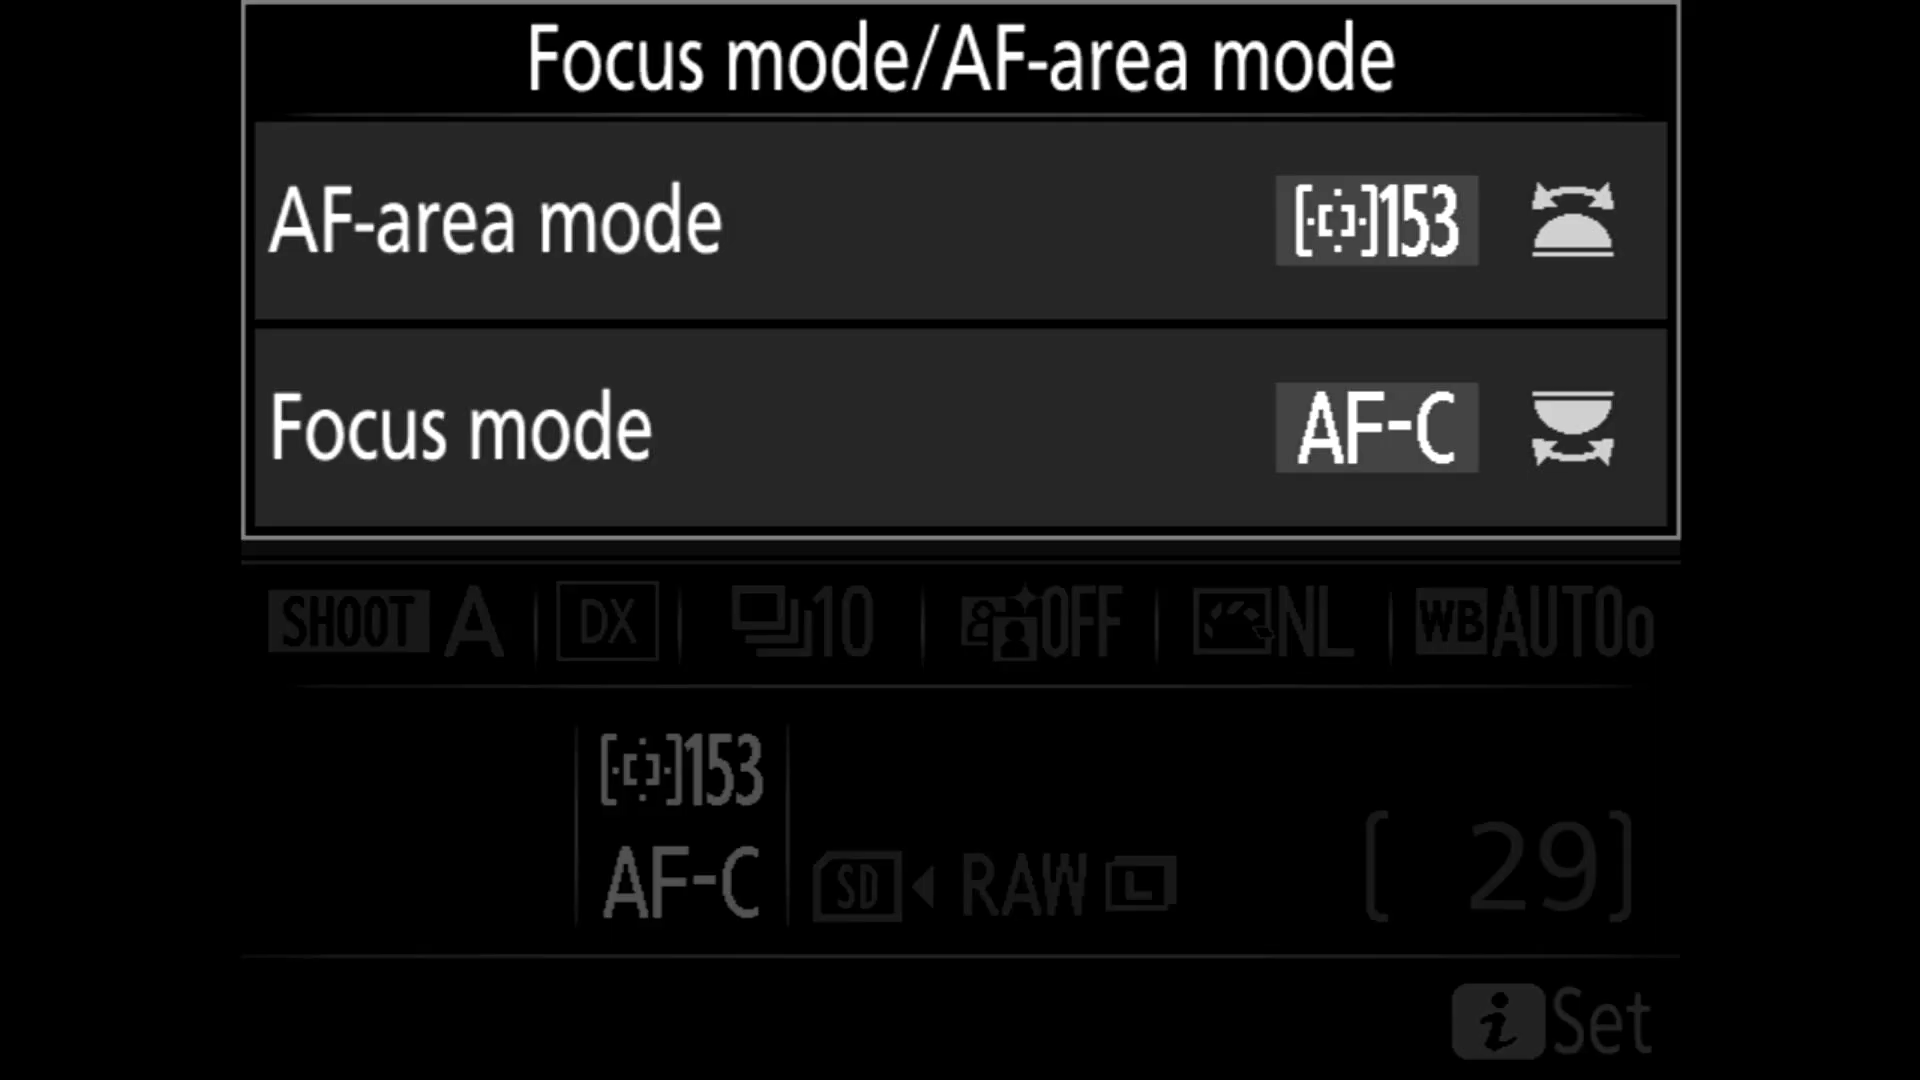 Focus mode/AF-area mode
AF-area mode [·[ ]·]153
Focus mode AF-C
SHOOT A DX 10 OFF NL WB AUTO0
[·[ ]·]153
AF-C SD RAW L [ 29]
i Set